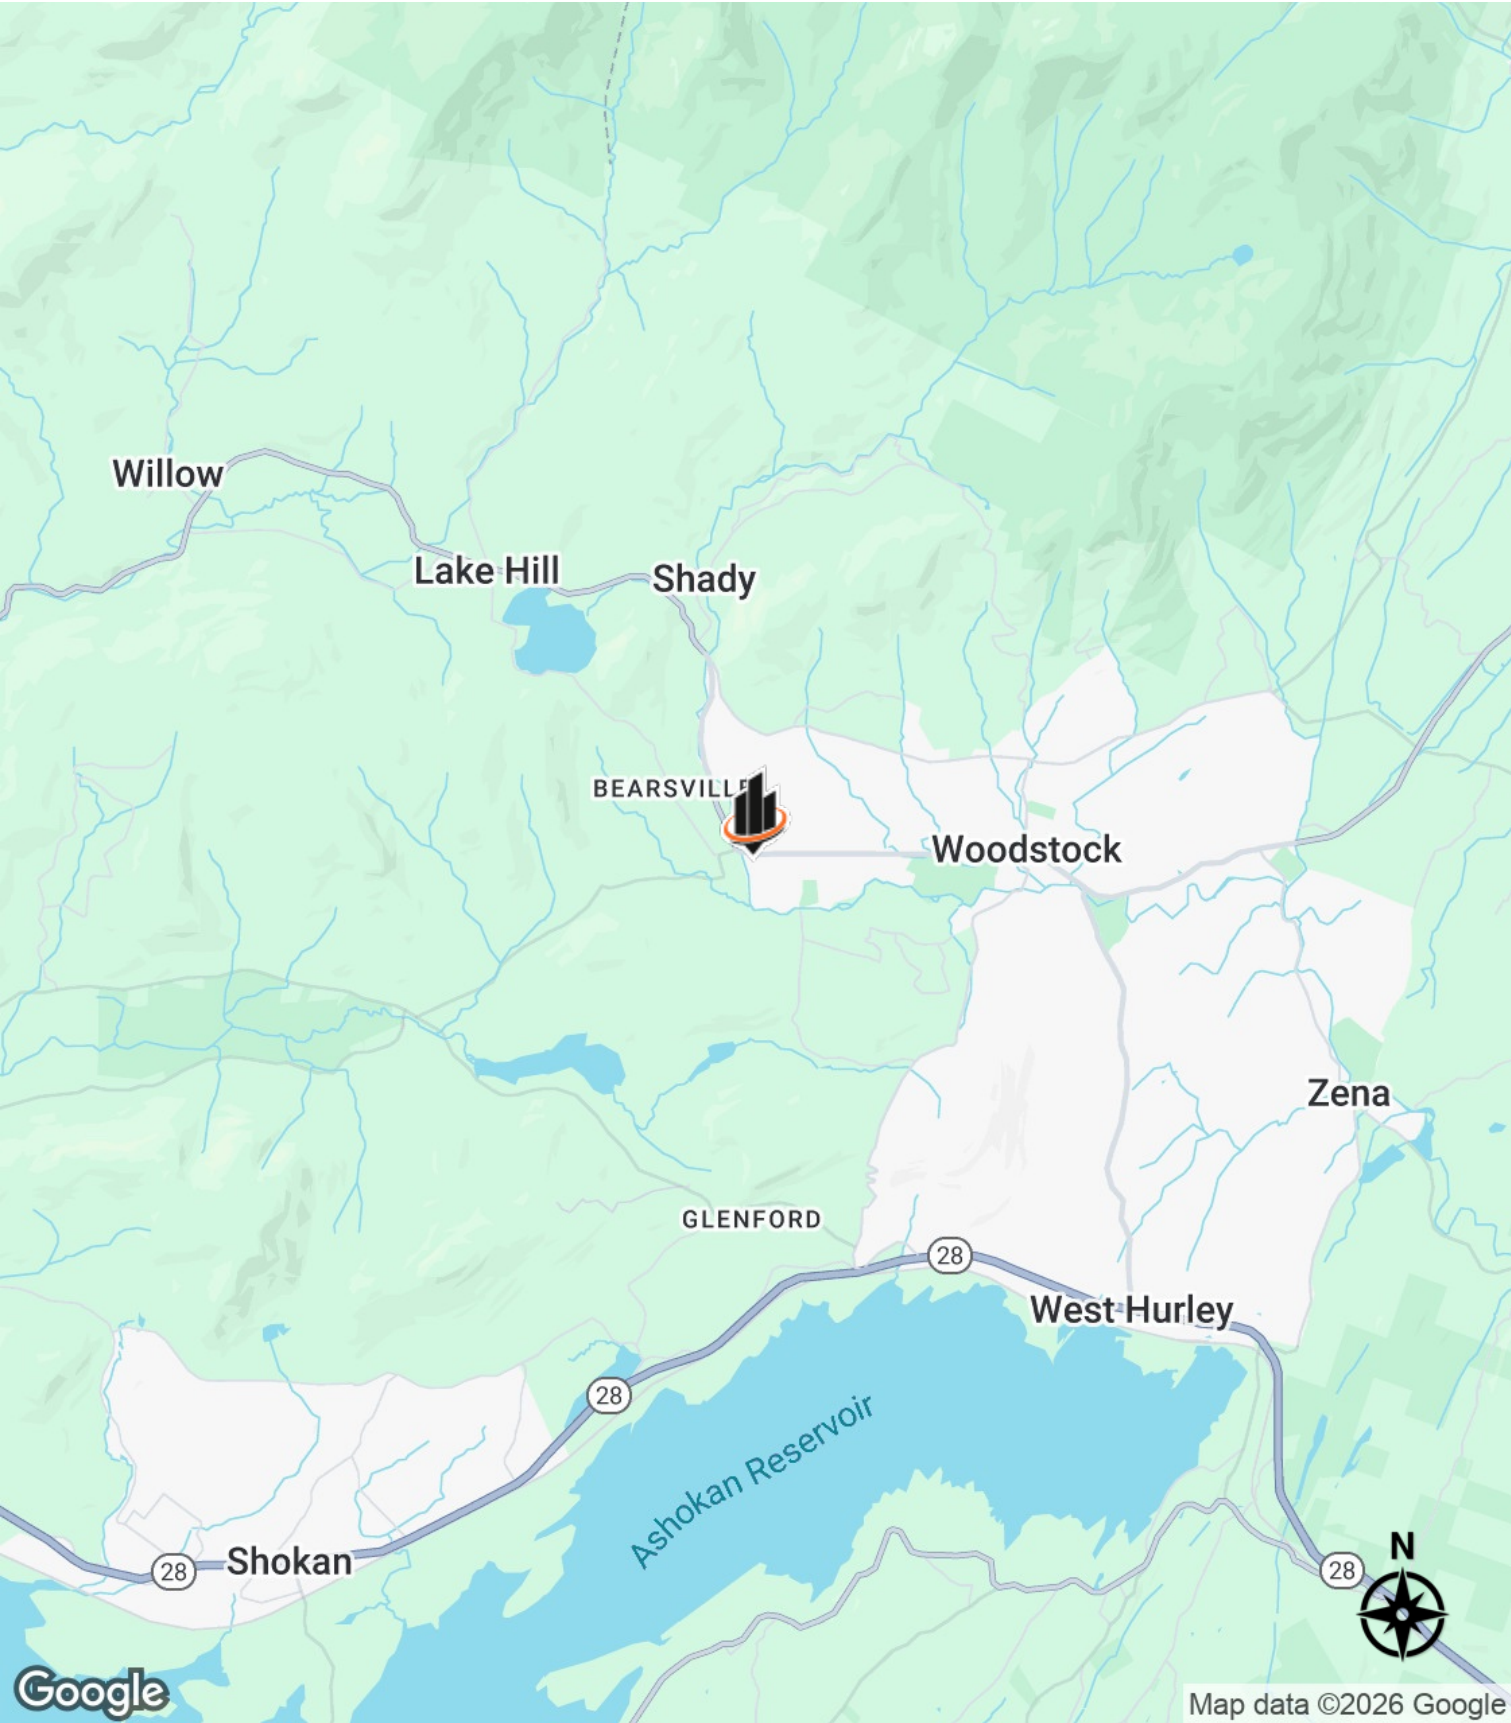 Willow
Lake Hill
Shady
BEARSVILLE
Woodstock
Zena
GLENFORD
28
West Hurley
28
Ashokan Reservoir
28
Shokan
28
N
Google
Map data ©2026 Google